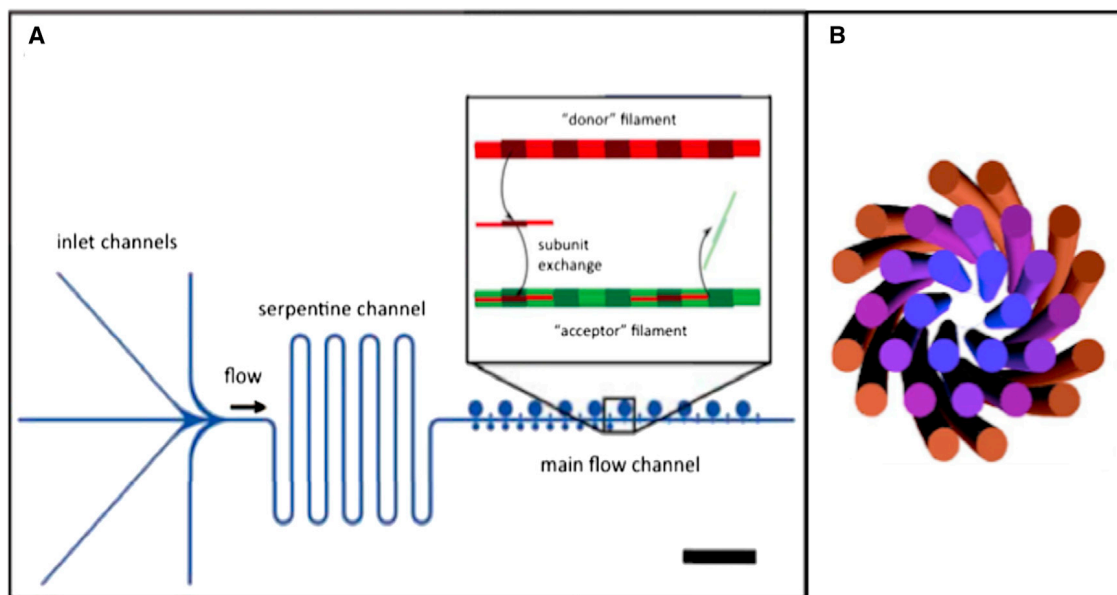 A
B
"donor" filament
inlet channels
subunit
exchange
serpentine channel
"acceptor" filament
flow
main flow channel